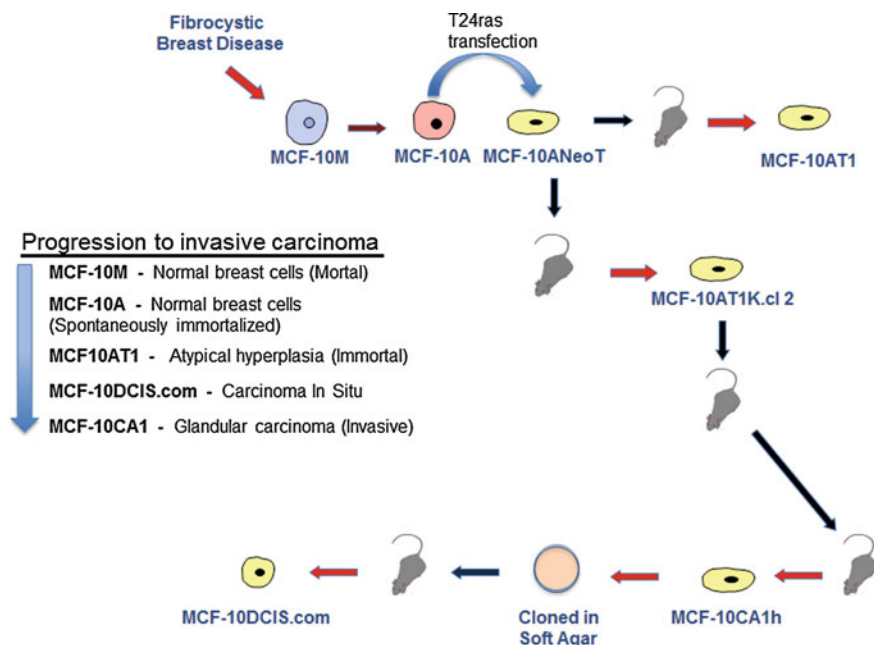 Fibrocystic
Breast Disease
T24ras
transfection
MCF-10M
MCF-10A
MCF-10ANeoT
MCF-10AT1
Progression to invasive carcinoma
MCF-10M - Normal breast cells (Mortal)
MCF-10A - Normal breast cells
(Spontaneously immortalized)
MCF10AT1 - Atypical hyperplasia (Immortal)
MCF-10DCIS.com - Carcinoma In Situ
MCF-10CA1 - Glandular carcinoma (Invasive)
MCF-10AT1K.cl 2
MCF-10DCIS.com
Cloned in
Soft Agar
MCF-10CA1h